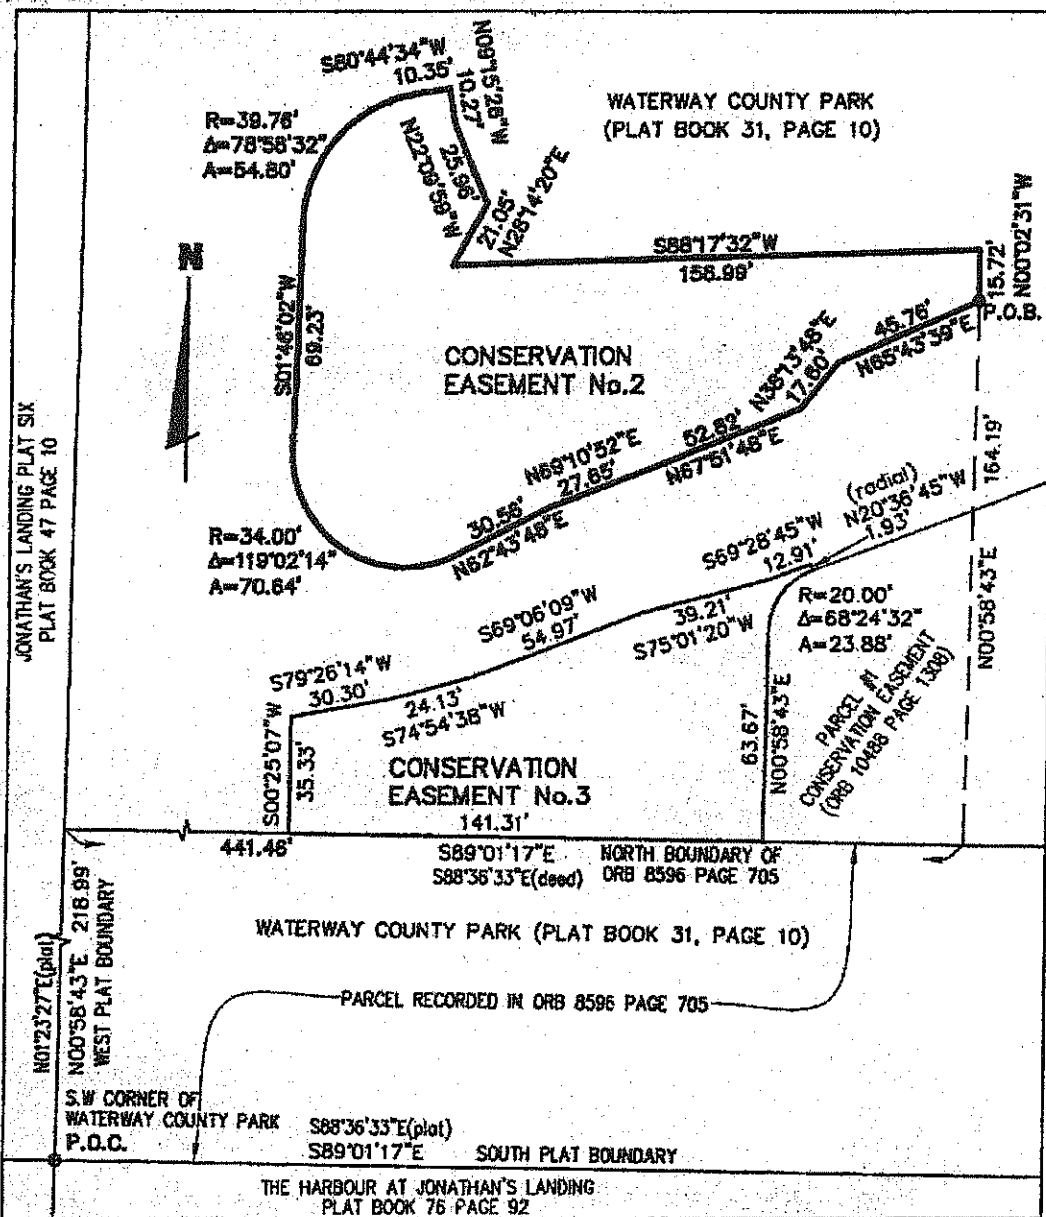 S80°44'34"W
10.35'
N09°15'26"W
10.27'
WATERWAY COUNTY PARK
(PLAT BOOK 31, PAGE 10)
R=39.76'
Δ=78°58'32"
A=54.80'
N22°09'59"W
25.96'
21.05'
N28°14'20"E
N
S88°17'32"W
158.99'
15.72'
N00°02'31"W
P.O.B.
S01°46'02"W
69.23'
CONSERVATION
EASEMENT No.2
45.76'
N65°43'39"E
N36°13'48"E
17.60'
52.82'
N67°51'48"E
N69°10'52"E
27.65'
30.58'
N62°43'48"E
JONATHAN'S LANDING PLAT SIX
PLAT BOOK 47 PAGE 10
R=34.00'
Δ=119°02'14"
A=70.64'
164.19'
N00°58'43"E
(radial)
N20°36'45"W
1.93'
S69°28'45"W
12.91'
R=20.00'
Δ=68°24'32"
A=23.88'
S69°06'09"W
54.97'
39.21'
S75°01'20"W
S79°26'14"W
30.30'
24.13'
S74°54'38"W
S00°25'07"W
35.33'
63.67'
N00°58'43"E
PARCEL #1
CONSERVATION EASEMENT
(ORB 10488 PAGE 1308)
CONSERVATION
EASEMENT No.3
141.31'
441.46'
S89°01'17"E
S88°36'33"E(deed)
NORTH BOUNDARY OF
ORB 8596 PAGE 705
N01°23'27"E(plat)
N00°58'43"E 218.99'
WEST PLAT BOUNDARY
WATERWAY COUNTY PARK (PLAT BOOK 31, PAGE 10)
PARCEL RECORDED IN ORB 8596 PAGE 705
S.W CORNER OF
WATERWAY COUNTY PARK
P.O.C.
S88°36'33"E(plat)
S89°01'17"E
SOUTH PLAT BOUNDARY
THE HARBOUR AT JONATHAN'S LANDING
PLAT BOOK 76 PAGE 92